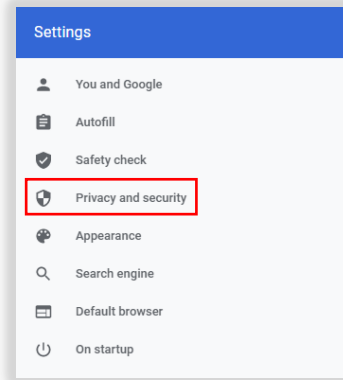 Settings
You and Google
Autofill
Safety check
Privacy and security
Appearance
Search engine
Default browser
On startup